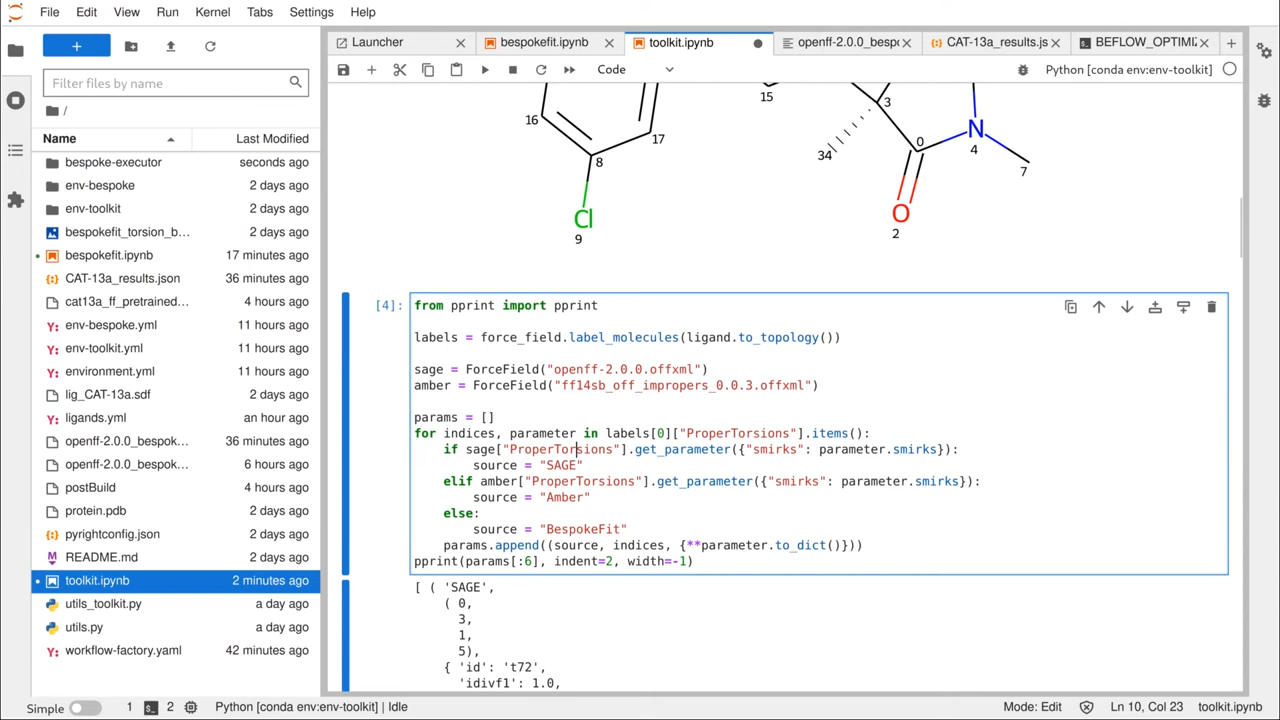 File Edit View Run Kernel Tabs Settings Help
+
Filter files by name
/
Name Last Modified
bespoke-executor seconds ago
env-bespoke 2 days ago
env-toolkit 2 days ago
bespokefit_torsion_b... 2 days ago
bespokefit.ipynb 17 minutes ago
CAT-13a_results.json 36 minutes ago
cat13a_ff_pretrained... 4 hours ago
env-bespoke.yml 11 hours ago
env-toolkit.yml 11 hours ago
environment.yml 11 hours ago
lig_CAT-13a.sdf 2 days ago
ligands.yml an hour ago
openff-2.0.0_bespok... 36 minutes ago
openff-2.0.0_bespok... 6 hours ago
postBuild 4 hours ago
protein.pdb 2 days ago
pyrightconfig.json 2 days ago
README.md 2 days ago
toolkit.ipynb 2 minutes ago
utils_toolkit.py a day ago
utils.py a day ago
workflow-factory.yaml 42 minutes ago
Launcher bespokefit.ipynb toolkit.ipynb openff-2.0.0_bespo CAT-13a_results.js BEFLOW_OPTIMIZ
Code Python [conda env:env-toolkit]
15
3
16
17
0
N
4
34
8
7
O
Cl
2
9
[4]:
from pprint import pprint
labels = force_field.label_molecules(ligand.to_topology())
sage = ForceField("openff-2.0.0.offxml")
amber = ForceField("ff14sb_off_impropers_0.0.3.offxml")
params = []
for indices, parameter in labels[0]["ProperTorsions"].items():
    if sage["ProperTorsions"].get_parameter({"smirks": parameter.smirks}):
        source = "SAGE"
    elif amber["ProperTorsions"].get_parameter({"smirks": parameter.smirks}):
        source = "Amber"
    else:
        source = "BespokeFit"
    params.append((source, indices, {**parameter.to_dict()}))
pprint(params[:6], indent=2, width=-1)
[ ( 'SAGE',
    ( 0,
      3,
      1,
      5),
    { 'id': 't72',
      'idivf1': 1.0,
Simple 1 2 Python [conda env:env-toolkit] | Idle Mode: Edit Ln 10, Col 23 toolkit.ipynb